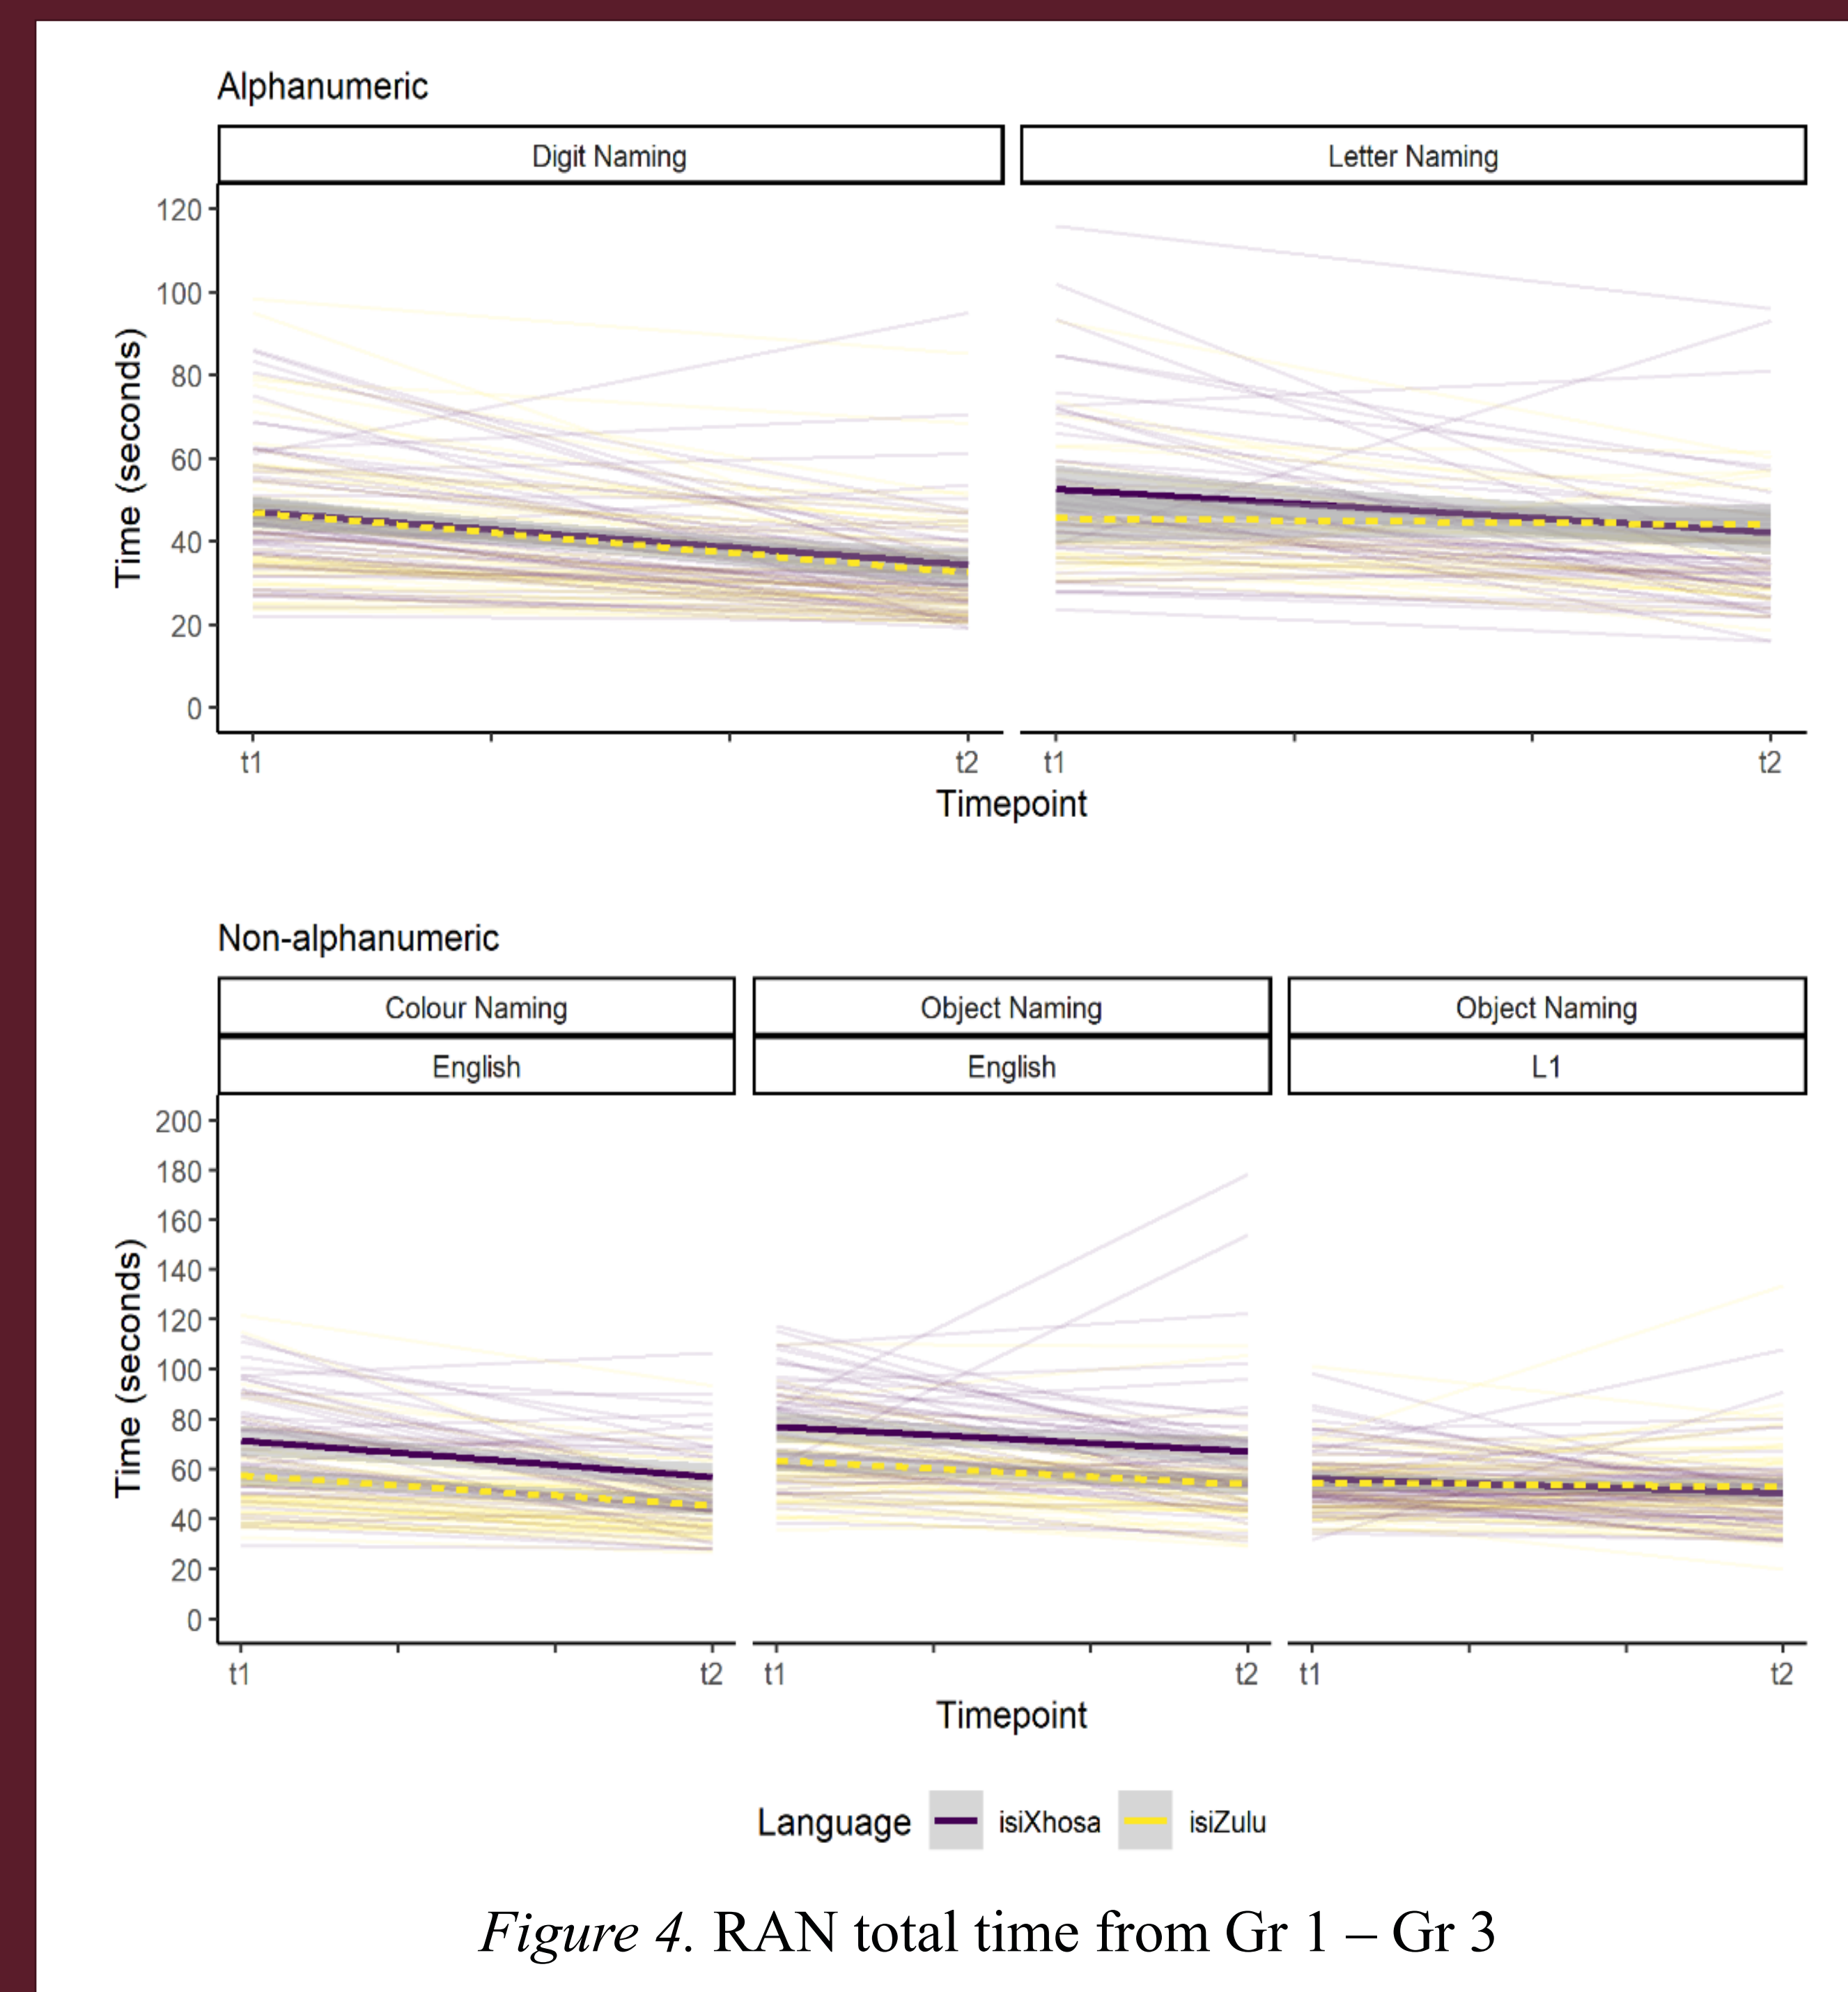 Alphanumeric
Digit Naming
Letter Naming
120
100
80
60
40
20
0
Time (seconds)
t1
t2
t1
t2
Timepoint
Non-alphanumeric
Colour Naming
Object Naming
Object Naming
English
English
L1
200
180
160
140
120
100
80
60
40
20
0
Time (seconds)
t1
t2
t1
t2
t1
t2
Timepoint
Language isiXhosa isiZulu
Figure 4. RAN total time from Gr 1 – Gr 3